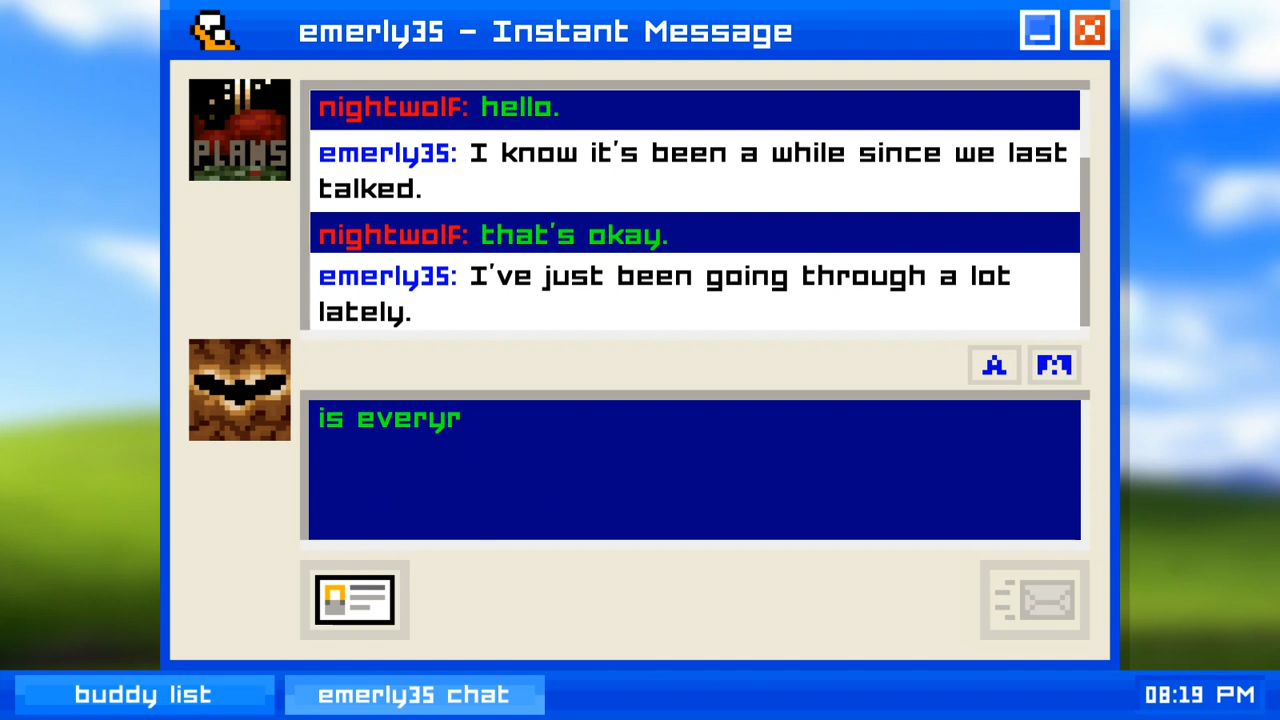 emerly35 - Instant Message
PLANS
nightwolf: hello.
emerly35: I know it's been a while since we last
talked.
nightwolf: that's okay.
emerly35: I've just been going through a lot
lately.
A
is everyr
buddy list
emerly35 chat
08:19 PM